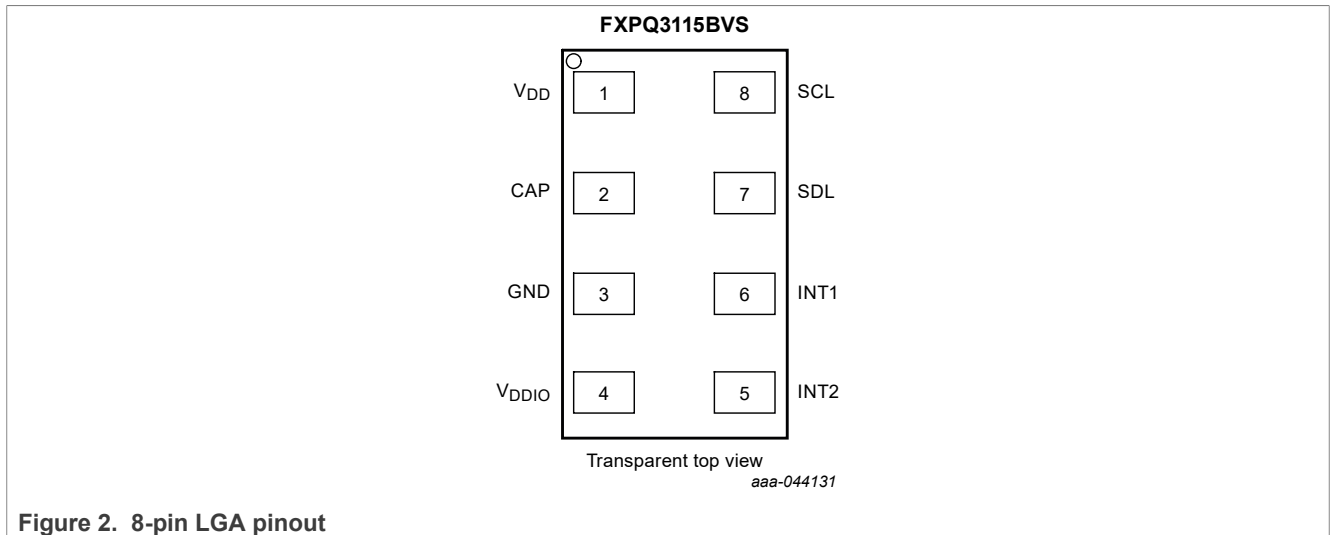 FXPQ3115BVS
VDD 1 8 SCL
CAP 2 7 SDL
GND 3 6 INT1
VDDIO 4 5 INT2
Transparent top view
aaa-044131
Figure 2. 8-pin LGA pinout